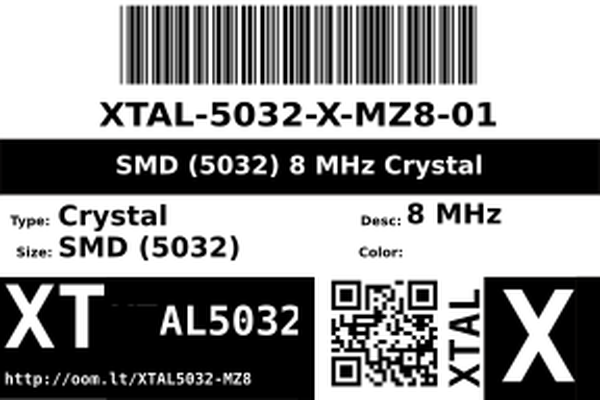 XTAL-5032-X-MZ8-01
SMD (5032) 8 MHz Crystal
Type: Crystal
Desc: 8 MHz
Size: SMD (5032)
Color:
XT AL5032
XTAL
X
http://oom.lt/XTAL5032-MZ8